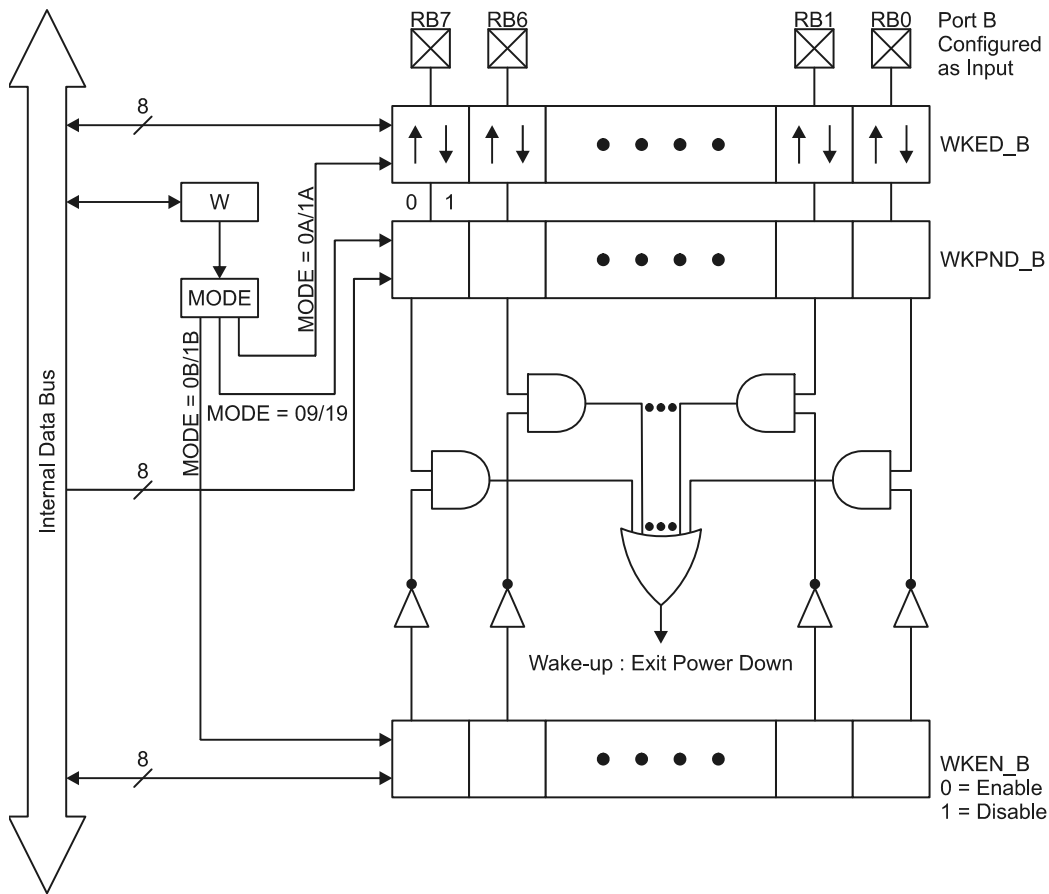 RB7 RB6 RB1 RB0
Port B
Configured
as Input
8
WKED_B
W
0 1
MODE = 0A/1A
WKPND_B
MODE
MODE = 0B/1B
MODE = 09/19
Internal Data Bus
8
Wake-up : Exit Power Down
8
WKEN_B
0 = Enable
1 = Disable